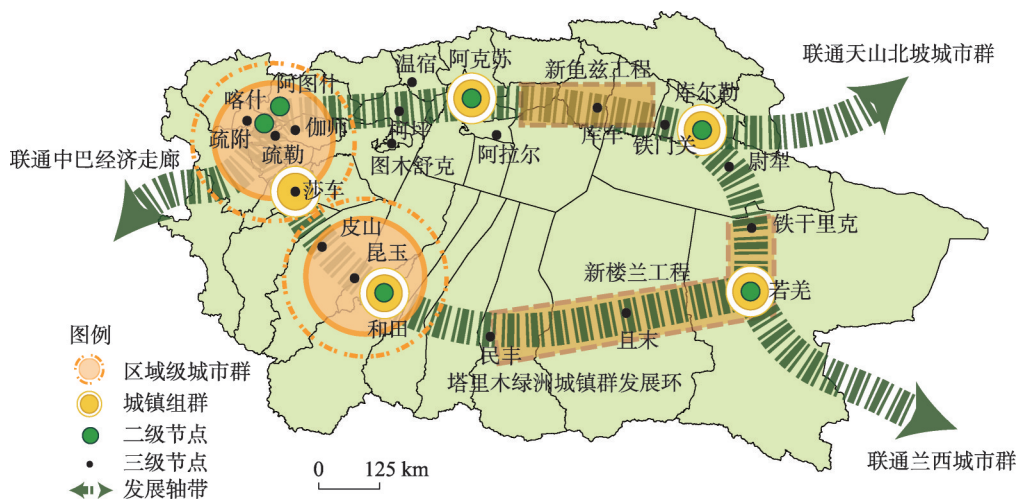 联通天山北坡城市群
温宿
阿克苏
新龟兹工程
库尔勒
阿图什
喀什
伽师
柯坪
库车
铁门关
疏附
疏勒
图木舒克
阿拉尔
尉犁
联通中巴经济走廊
莎车
皮山
铁干里克
昆玉
新楼兰工程
若羌
和田
民丰
且末
塔里木绿洲城镇群发展环
联通兰西城市群
图例
区域级城市群
城镇组群
二级节点
三级节点
发展轴带
0 125 km